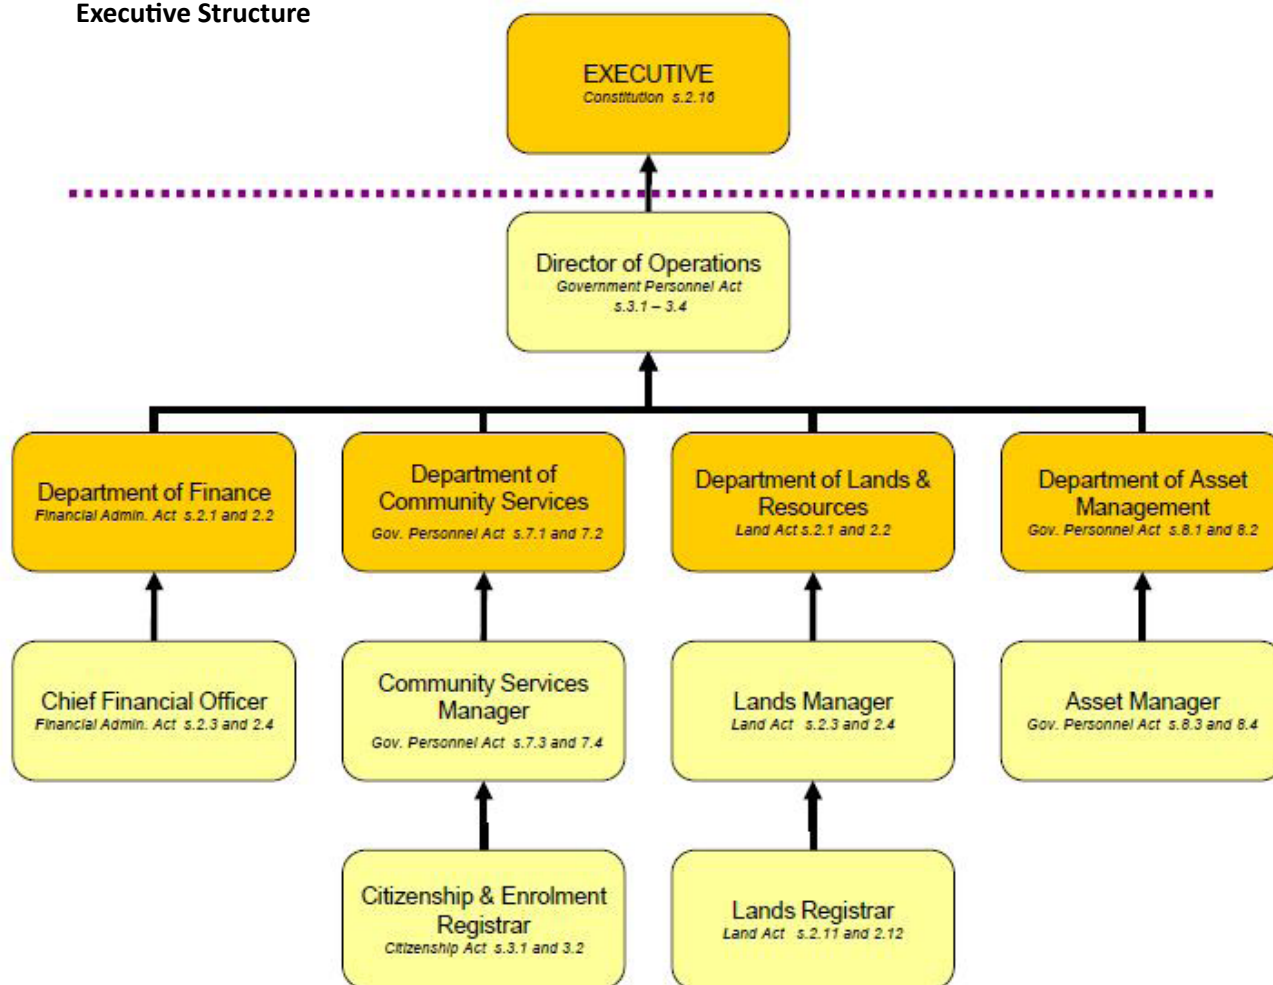 Executive Structure
EXECUTIVE
Constitution s.2.16
Director of Operations
Government Personnel Act
s.3.1 – 3.4
Department of Finance
Financial Admin. Act s.2.1 and 2.2
Department of
Community Services
Gov. Personnel Act s.7.1 and 7.2
Department of Lands &
Resources
Land Act s.2.1 and 2.2
Department of Asset
Management
Gov. Personnel Act s.8.1 and 8.2
Chief Financial Officer
Financial Admin. Act s.2.3 and 2.4
Community Services
Manager
Gov. Personnel Act s.7.3 and 7.4
Lands Manager
Land Act s.2.3 and 2.4
Asset Manager
Gov. Personnel Act s.8.3 and 8.4
Citizenship & Enrolment
Registrar
Citizenship Act s.3.1 and 3.2
Lands Registrar
Land Act s.2.11 and 2.12